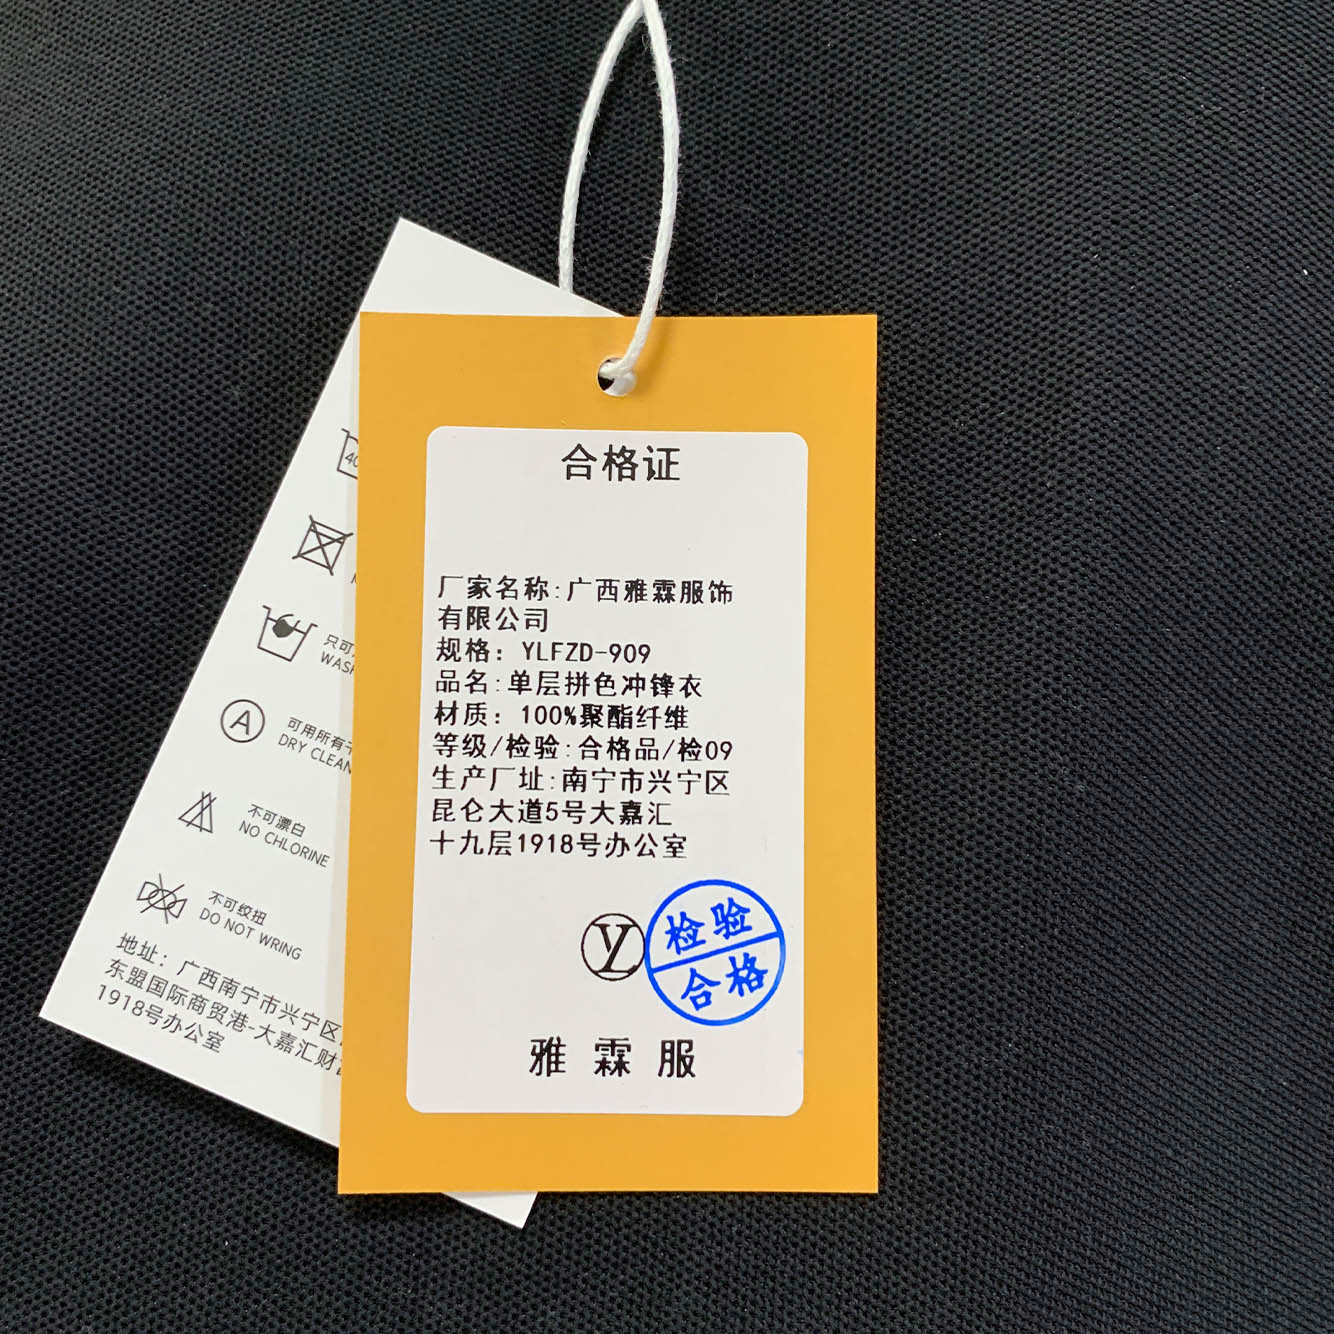 合格证
厂家名称:广西雅霖服饰
有限公司
规格: YLFZD-909
品名:单层拼色冲锋衣
材质: 100%聚酯纤维
等级/检验:合格品/检09
生产厂址:南宁市兴宁区
昆仑大道5号大嘉汇
十九层1918号办公室
Y
检验
合格
雅霖服
40
只可
WASH
A
可用所有干
DRY CLEAN
不可漂白
NO CHLORINE
不可绞扭
DO NOT WRING
地址: 广西南宁市兴宁区
东盟国际商贸港-大嘉汇财
1918号办公室